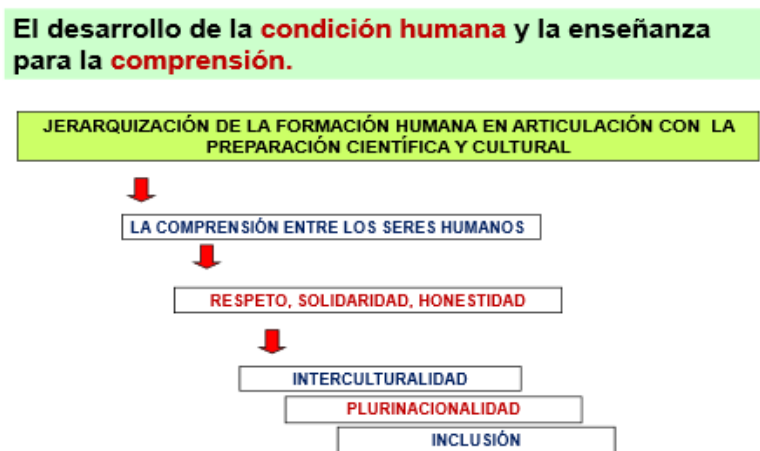 El desarrollo de la condición humana y la enseñanza
para la comprensión.
JERARQUIZACIÓN DE LA FORMACIÓN HUMANA EN ARTICULACIÓN CON LA
PREPARACIÓN CIENTÍFICA Y CULTURAL
LA COMPRENSIÓN ENTRE LOS SERES HUMANOS
RESPETO, SOLIDARIDAD, HONESTIDAD
INTERCULTURALIDAD
PLURINACIONALIDAD
INCLUSIÓN